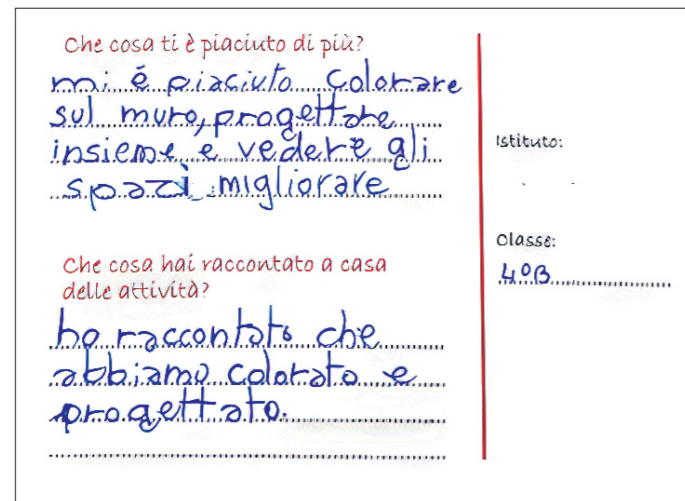 Che cosa ti è piaciuto di più?
mi é piaciuto colorare
sul muro, progettare
insieme e vedere gli
spazi migliorare
Che cosa hai raccontato a casa
delle attività?
ho raccontato che
abbiamo colorato e
progettato.
Istituto:
Classe:
4°B